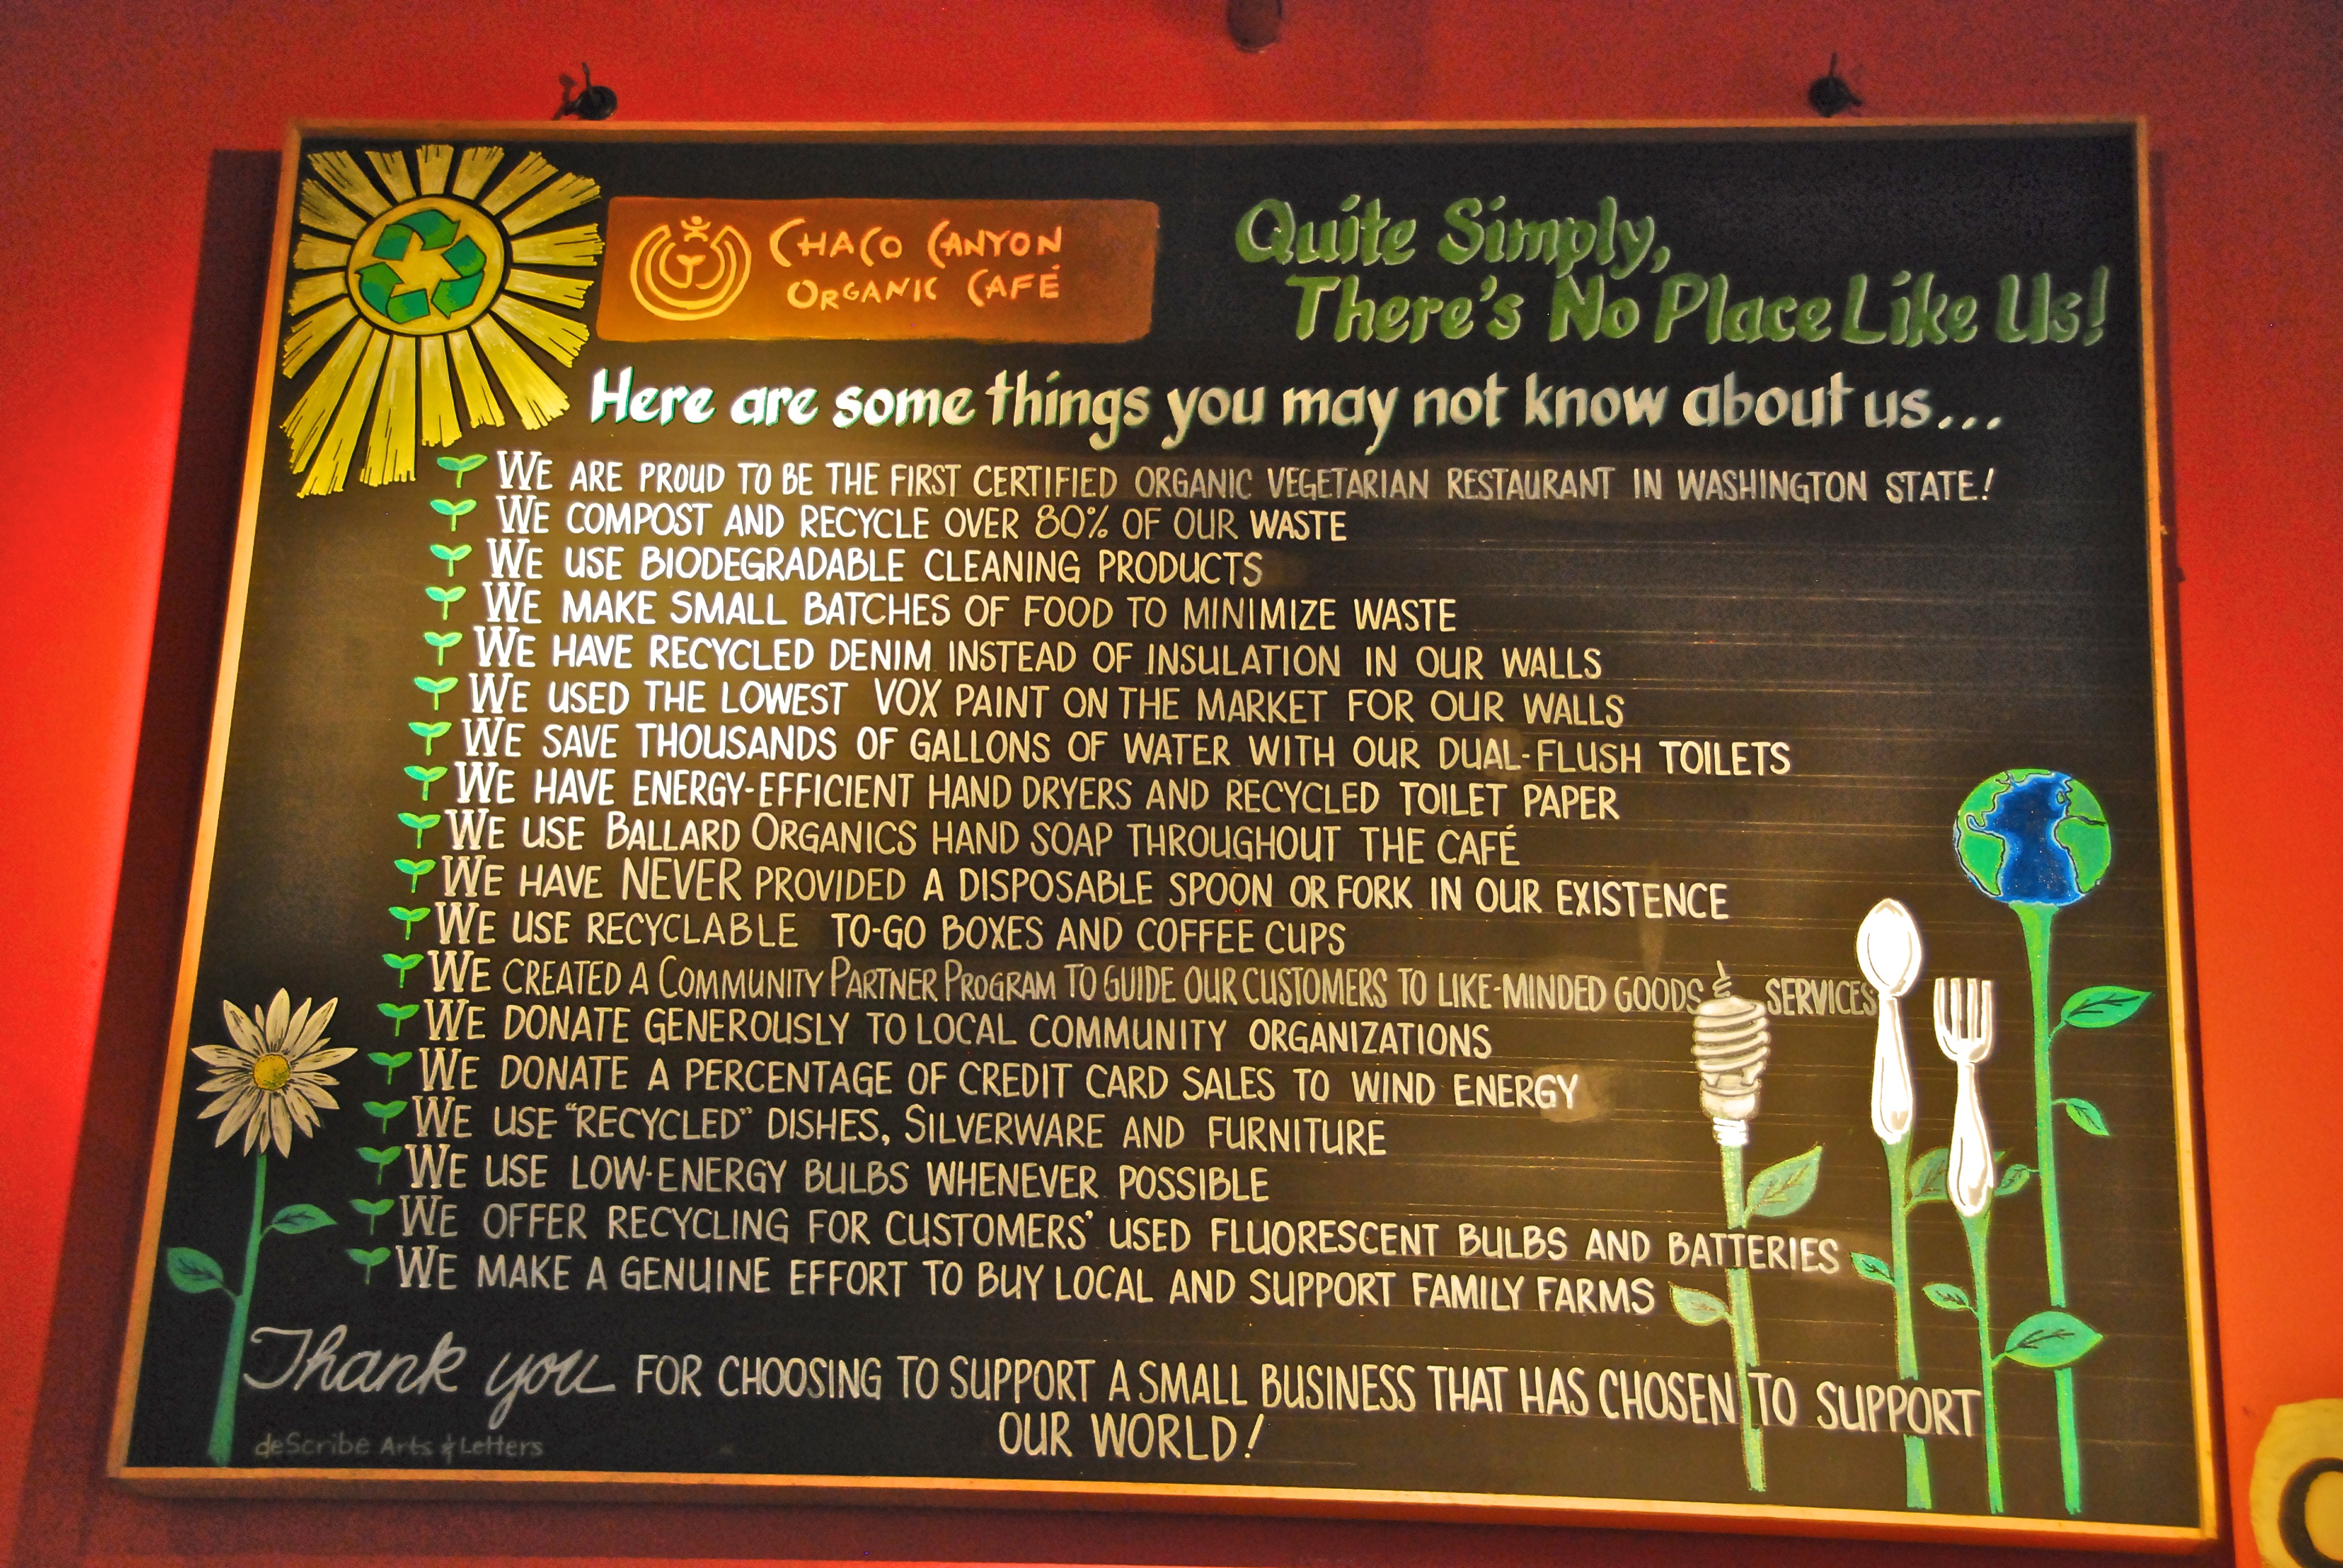 CHACO CANYON
ORGANIC CAFÉ
Quite Simply,
There's No Place Like Us!
Here are some things you may not know about us...
WE ARE PROUD TO BE THE FIRST CERTIFIED ORGANIC VEGETARIAN RESTAURANT IN WASHINGTON STATE!
WE COMPOST AND RECYCLE OVER 80% OF OUR WASTE
WE USE BIODEGRADABLE CLEANING PRODUCTS
WE MAKE SMALL BATCHES OF FOOD TO MINIMIZE WASTE
WE HAVE RECYCLED DENIM INSTEAD OF INSULATION IN OUR WALLS
WE USED THE LOWEST VOX PAINT ON THE MARKET FOR OUR WALLS
WE SAVE THOUSANDS OF GALLONS OF WATER WITH OUR DUAL-FLUSH TOILETS
WE HAVE ENERGY-EFFICIENT HAND DRYERS AND RECYCLED TOILET PAPER
WE USE BALLARD ORGANICS HAND SOAP THROUGHOUT THE CAFÉ
WE HAVE NEVER PROVIDED A DISPOSABLE SPOON OR FORK IN OUR EXISTENCE
WE USE RECYCLABLE TO-GO BOXES AND COFFEE CUPS
WE CREATED A COMMUNITY PARTNER PROGRAM TO GUIDE OUR CUSTOMERS TO LIKE-MINDED GOODS & SERVICES
WE DONATE GENEROUSLY TO LOCAL COMMUNITY ORGANIZATIONS
WE DONATE A PERCENTAGE OF CREDIT CARD SALES TO WIND ENERGY
WE USE "RECYCLED" DISHES, SILVERWARE AND FURNITURE
WE USE LOW-ENERGY BULBS WHENEVER POSSIBLE
WE OFFER RECYCLING FOR CUSTOMERS' USED FLUORESCENT BULBS AND BATTERIES
WE MAKE A GENUINE EFFORT TO BUY LOCAL AND SUPPORT FAMILY FARMS
Thank you FOR CHOOSING TO SUPPORT A SMALL BUSINESS THAT HAS CHOSEN TO SUPPORT
OUR WORLD!
deScribe Arts & Letters